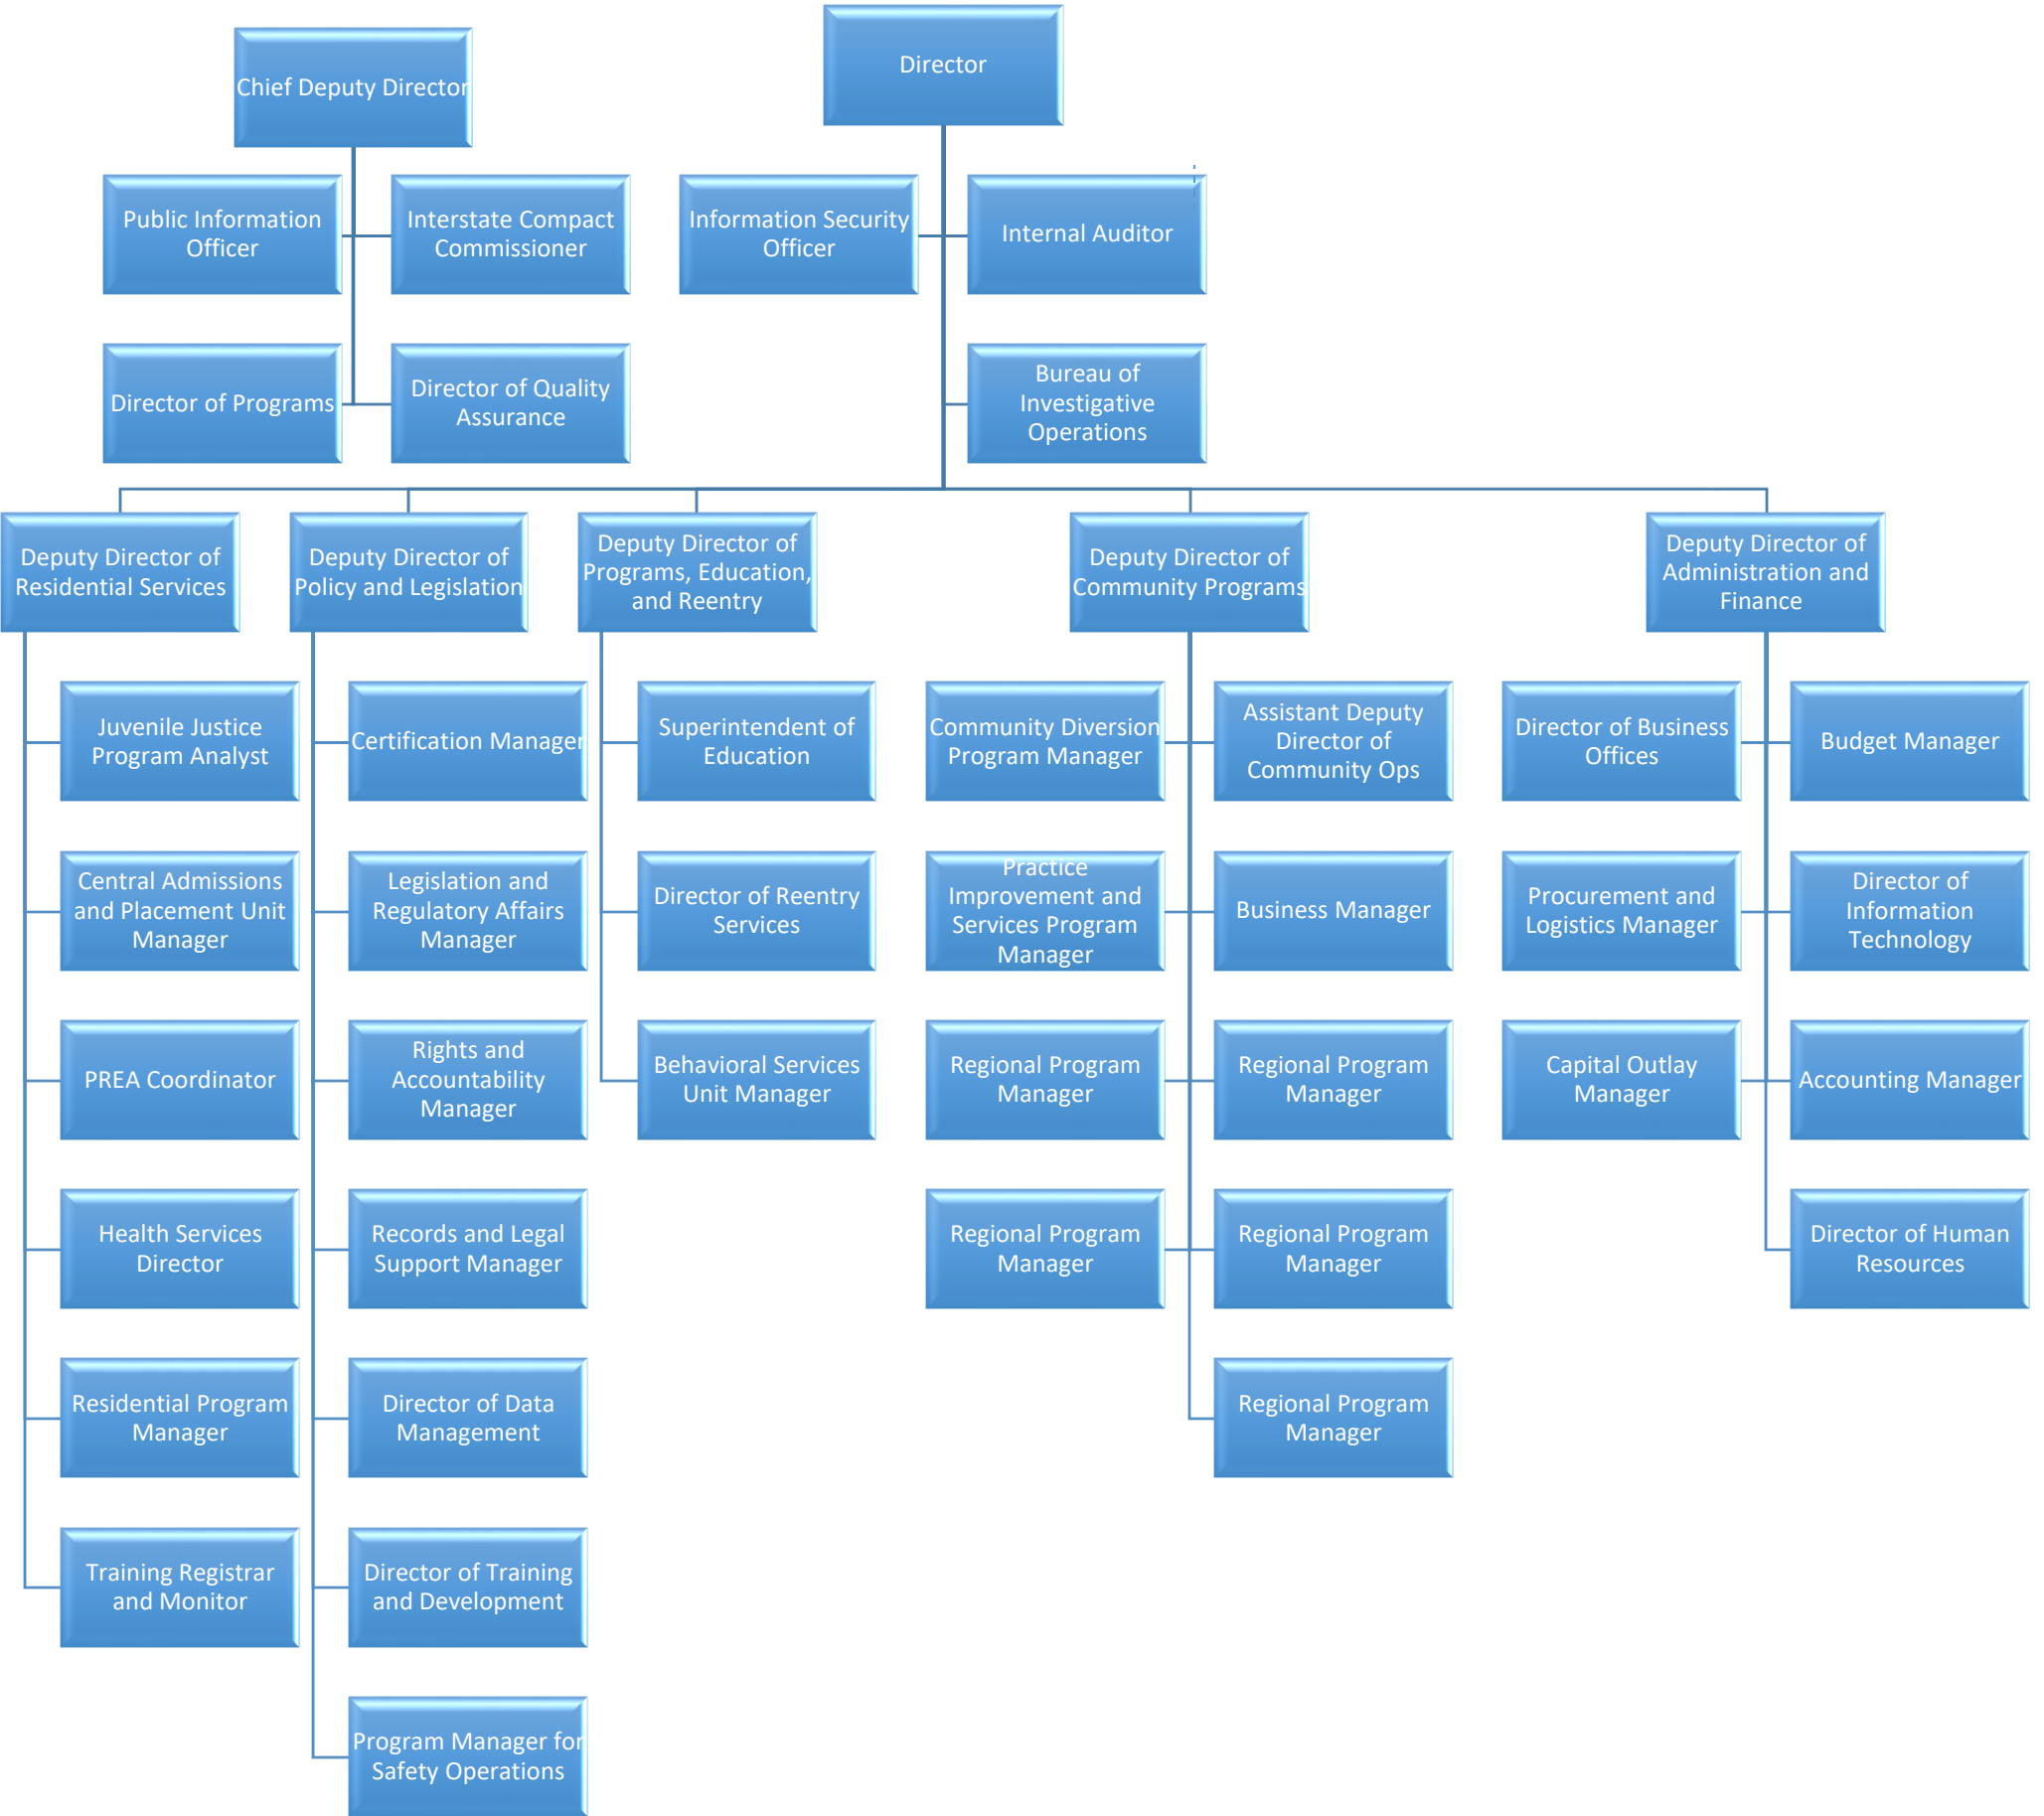 Chief Deputy Director
Director
Public Information
Officer
Interstate Compact
Commissioner
Information Security
Officer
Internal Auditor
Director of Programs
Director of Quality
Assurance
Bureau of
Investigative
Operations
Deputy Director of
Residential Services
Deputy Director of
Policy and Legislation
Deputy Director of
Programs, Education,
and Reentry
Deputy Director of
Community Programs
Deputy Director of
Administration and
Finance
Juvenile Justice
Program Analyst
Certification Manager
Superintendent of
Education
Community Diversion
Program Manager
Assistant Deputy
Director of
Community Ops
Director of Business
Offices
Budget Manager
Central Admissions
and Placement Unit
Manager
Legislation and
Regulatory Affairs
Manager
Director of Reentry
Services
Practice
Improvement and
Services Program
Manager
Business Manager
Procurement and
Logistics Manager
Director of
Information
Technology
PREA Coordinator
Rights and
Accountability
Manager
Behavioral Services
Unit Manager
Regional Program
Manager
Regional Program
Manager
Capital Outlay
Manager
Accounting Manager
Health Services
Director
Records and Legal
Support Manager
Regional Program
Manager
Regional Program
Manager
Director of Human
Resources
Residential Program
Manager
Director of Data
Management
Regional Program
Manager
Training Registrar
and Monitor
Director of Training
and Development
Program Manager for
Safety Operations